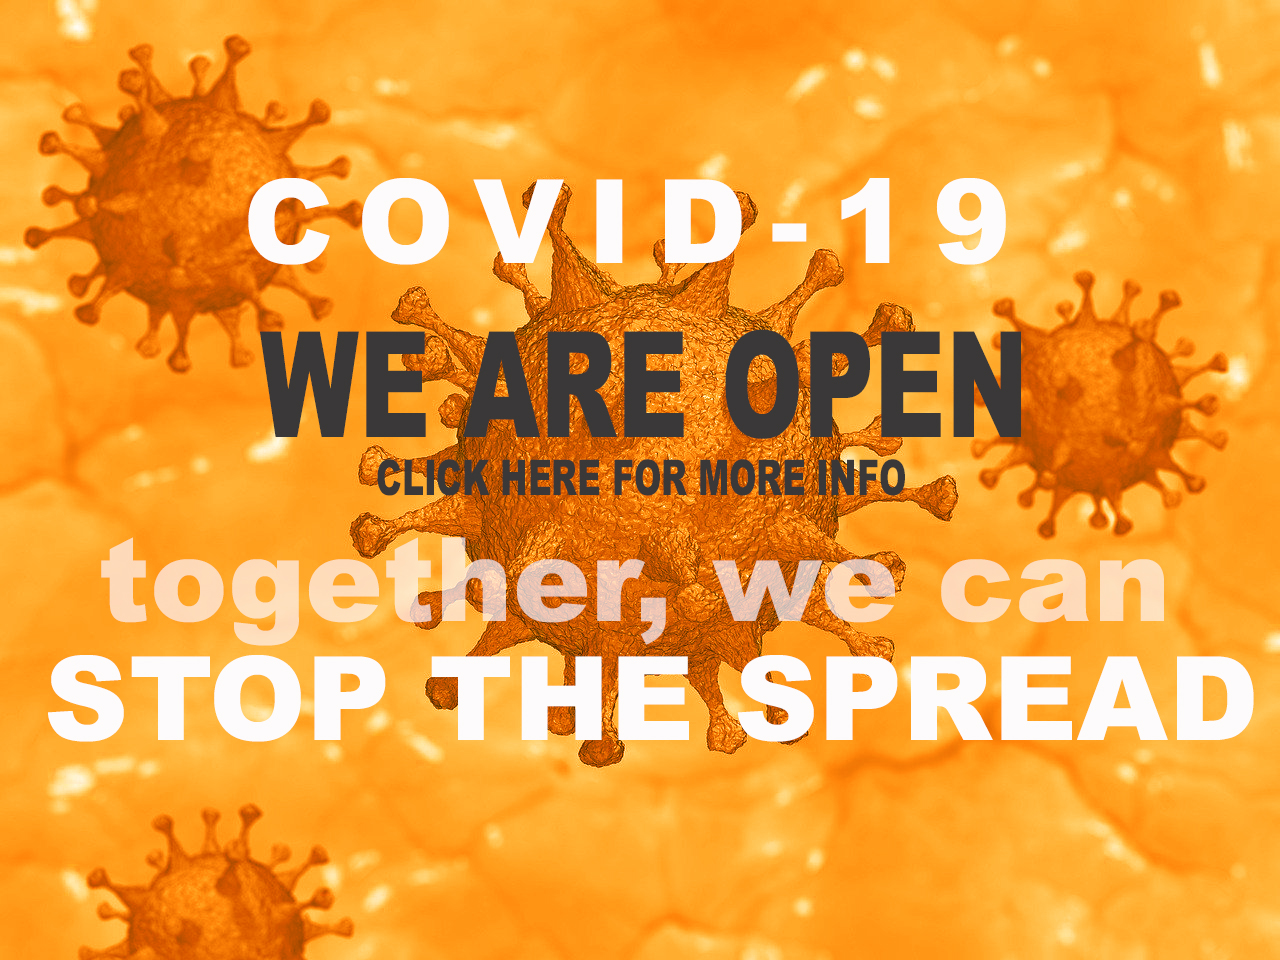 COVID-19
WE ARE OPEN
CLICK HERE FOR MORE INFO
together, we can
STOP THE SPREAD